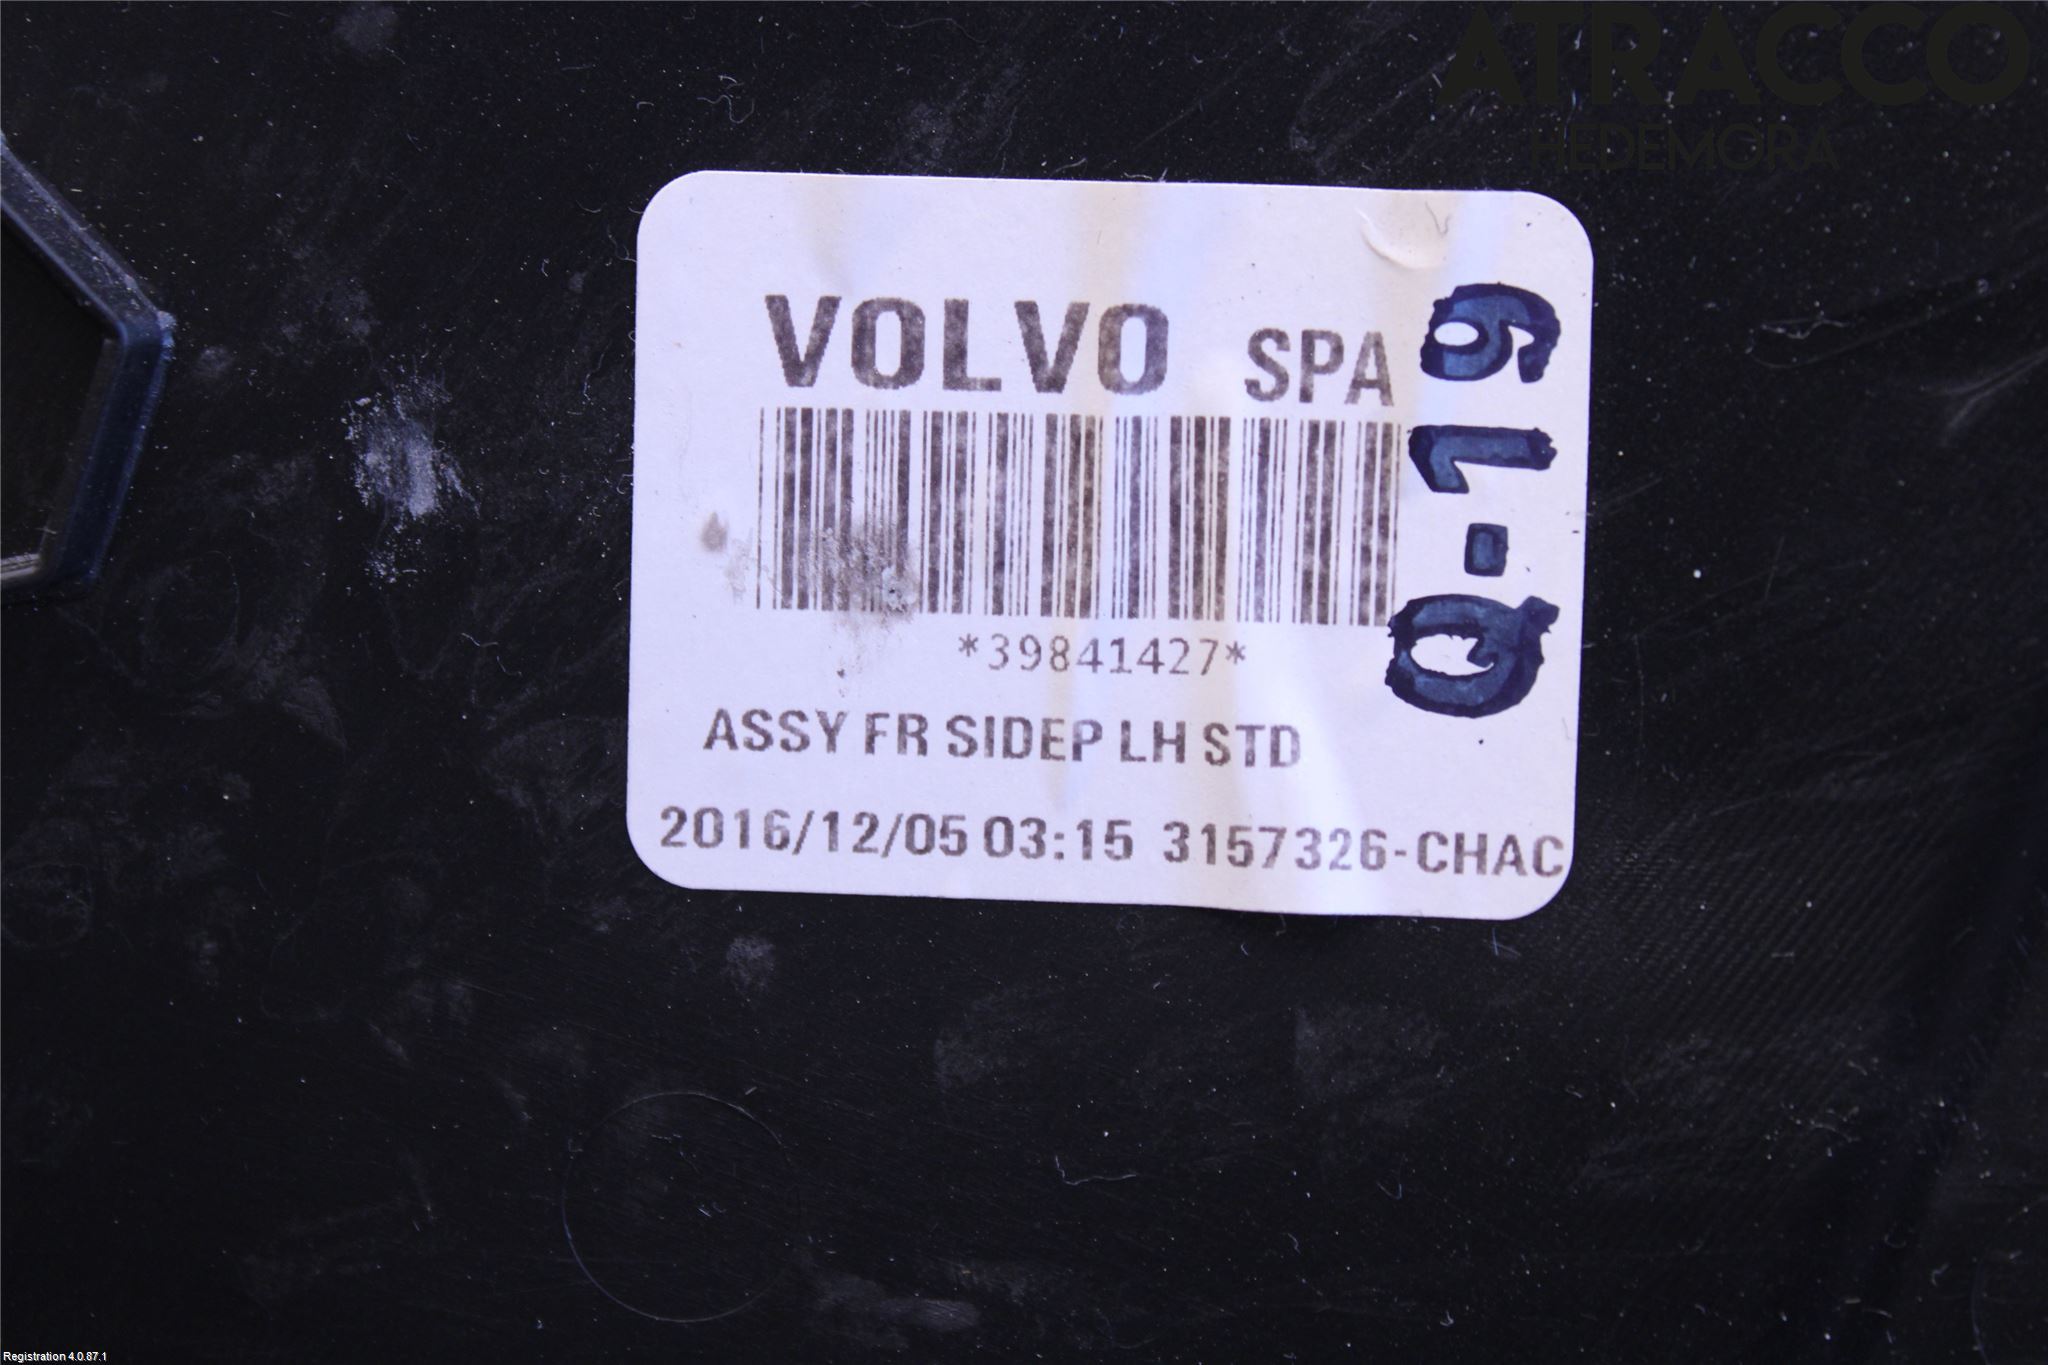 ATRACCO
HEDEMORA
VOLVO SPA
*39841427*
ASSY FR SIDEP LH STD
2016/12/05 03:15 3157326-CHAC
Registration 4.0.87.1